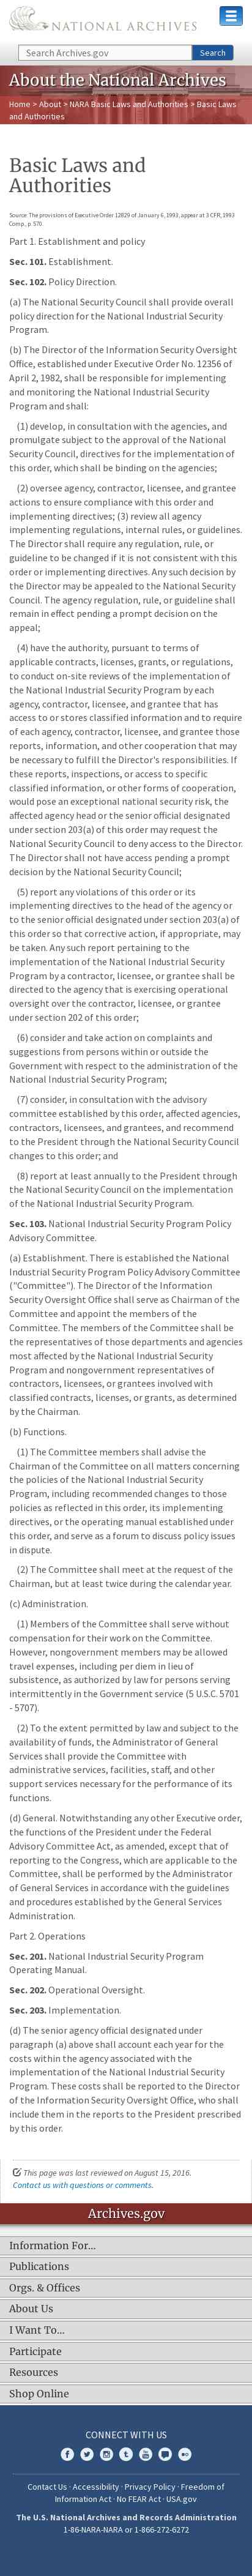 NATIONAL ARCHIVES
Search Archives.gov
Search
About the National Archives
Home > About > NARA Basic Laws and Authorities > Basic Laws
and Authorities
Basic Laws and
Authorities
Source: The provisions of Executive Order 12829 of January 6, 1993, appear at 3 CFR, 1993
Comp., p. 570.
Part 1. Establishment and policy
Sec. 101. Establishment.
Sec. 102. Policy Direction.
(a) The National Security Council shall provide overall
policy direction for the National Industrial Security
Program.
(b) The Director of the Information Security Oversight
Office, established under Executive Order No. 12356 of
April 2, 1982, shall be responsible for implementing
and monitoring the National Industrial Security
Program and shall:
(1) develop, in consultation with the agencies, and
promulgate subject to the approval of the National
Security Council, directives for the implementation of
this order, which shall be binding on the agencies;
(2) oversee agency, contractor, licensee, and grantee
actions to ensure compliance with this order and
implementing directives; (3) review all agency
implementing regulations, internal rules, or guidelines.
The Director shall require any regulation, rule, or
guideline to be changed if it is not consistent with this
order or implementing directives. Any such decision by
the Director may be appealed to the National Security
Council. The agency regulation, rule, or guideline shall
remain in effect pending a prompt decision on the
appeal;
(4) have the authority, pursuant to terms of
applicable contracts, licenses, grants, or regulations,
to conduct on-site reviews of the implementation of
the National Industrial Security Program by each
agency, contractor, licensee, and grantee that has
access to or stores classified information and to require
of each agency, contractor, licensee, and grantee those
reports, information, and other cooperation that may
be necessary to fulfill the Director's responsibilities. If
these reports, inspections, or access to specific
classified information, or other forms of cooperation,
would pose an exceptional national security risk, the
affected agency head or the senior official designated
under section 203(a) of this order may request the
National Security Council to deny access to the Director.
The Director shall not have access pending a prompt
decision by the National Security Council;
(5) report any violations of this order or its
implementing directives to the head of the agency or
to the senior official designated under section 203(a) of
this order so that corrective action, if appropriate, may
be taken. Any such report pertaining to the
implementation of the National Industrial Security
Program by a contractor, licensee, or grantee shall be
directed to the agency that is exercising operational
oversight over the contractor, licensee, or grantee
under section 202 of this order;
(6) consider and take action on complaints and
suggestions from persons within or outside the
Government with respect to the administration of the
National Industrial Security Program;
(7) consider, in consultation with the advisory
committee established by this order, affected agencies,
contractors, licensees, and grantees, and recommend
to the President through the National Security Council
changes to this order; and
(8) report at least annually to the President through
the National Security Council on the implementation
of the National Industrial Security Program.
Sec. 103. National Industrial Security Program Policy
Advisory Committee.
(a) Establishment. There is established the National
Industrial Security Program Policy Advisory Committee
("Committee"). The Director of the Information
Security Oversight Office shall serve as Chairman of the
Committee and appoint the members of the
Committee. The members of the Committee shall be
the representatives of those departments and agencies
most affected by the National Industrial Security
Program and nongovernment representatives of
contractors, licensees, or grantees involved with
classified contracts, licenses, or grants, as determined
by the Chairman.
(b) Functions.
(1) The Committee members shall advise the
Chairman of the Committee on all matters concerning
the policies of the National Industrial Security
Program, including recommended changes to those
policies as reflected in this order, its implementing
directives, or the operating manual established under
this order, and serve as a forum to discuss policy issues
in dispute.
(2) The Committee shall meet at the request of the
Chairman, but at least twice during the calendar year.
(c) Administration.
(1) Members of the Committee shall serve without
compensation for their work on the Committee.
However, nongovernment members may be allowed
travel expenses, including per diem in lieu of
subsistence, as authorized by law for persons serving
intermittently in the Government service (5 U.S.C. 5701
- 5707).
(2) To the extent permitted by law and subject to the
availability of funds, the Administrator of General
Services shall provide the Committee with
administrative services, facilities, staff, and other
support services necessary for the performance of its
functions.
(d) General. Notwithstanding any other Executive order,
the functions of the President under the Federal
Advisory Committee Act, as amended, except that of
reporting to the Congress, which are applicable to the
Committee, shall be performed by the Administrator
of General Services in accordance with the guidelines
and procedures established by the General Services
Administration.
Part 2. Operations
Sec. 201. National Industrial Security Program
Operating Manual.
Sec. 202. Operational Oversight.
Sec. 203. Implementation.
(d) The senior agency official designated under
paragraph (a) above shall account each year for the
costs within the agency associated with the
implementation of the National Industrial Security
Program. These costs shall be reported to the Director
of the Information Security Oversight Office, who shall
include them in the reports to the President prescribed
by this order.
This page was last reviewed on August 15, 2016.
Contact us with questions or comments.
Archives.gov
Information For…
Publications
Orgs. & Offices
About Us
I Want To…
Participate
Resources
Shop Online
CONNECT WITH US
Contact Us · Accessibility · Privacy Policy · Freedom of
Information Act · No FEAR Act · USA.gov
The U.S. National Archives and Records Administration
1-86-NARA-NARA or 1-866-272-6272